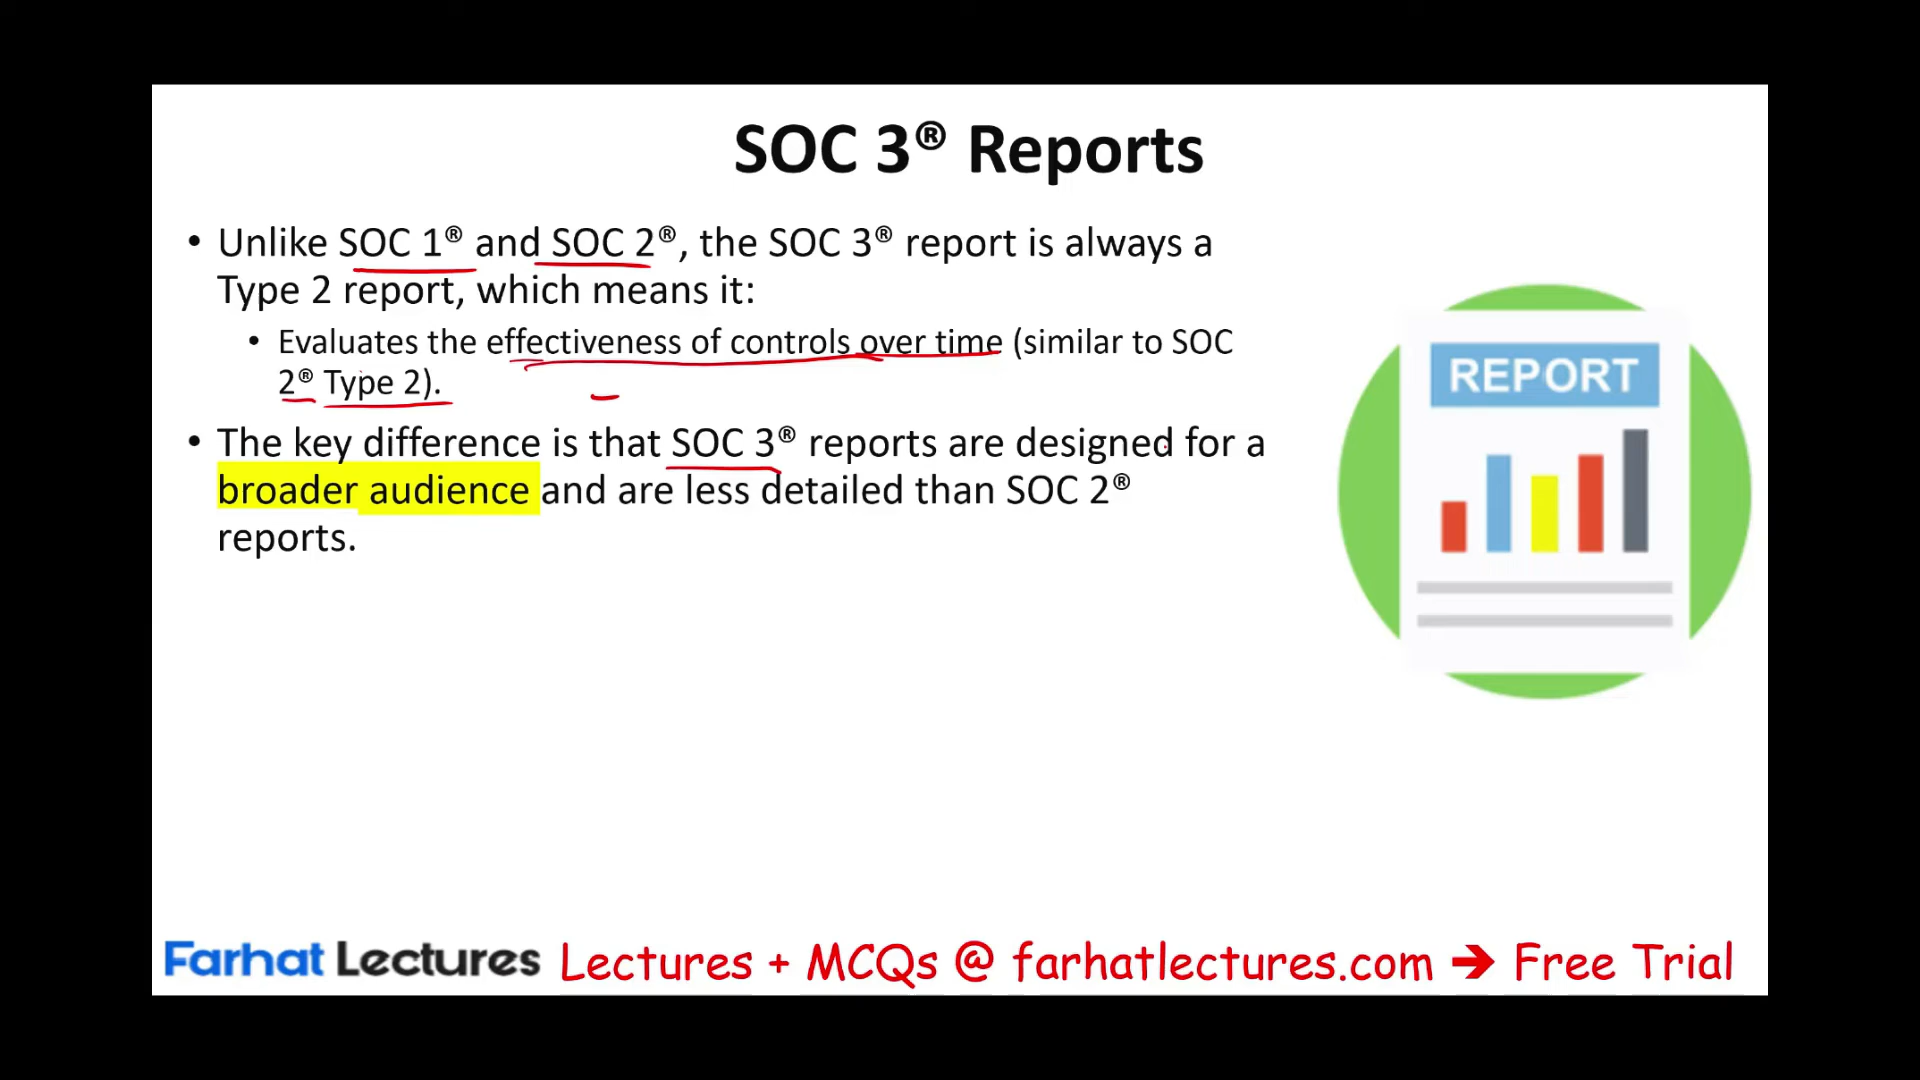 SOC 3® Reports
• Unlike SOC 1® and SOC 2®, the SOC 3® report is always a
Type 2 report, which means it:
• Evaluates the effectiveness of controls over time (similar to SOC
2® Type 2).
• The key difference is that SOC 3® reports are designed for a
broader audience and are less detailed than SOC 2®
reports.
REPORT
Farhat Lectures Lectures + MCQs @ farhatlectures.com → Free Trial